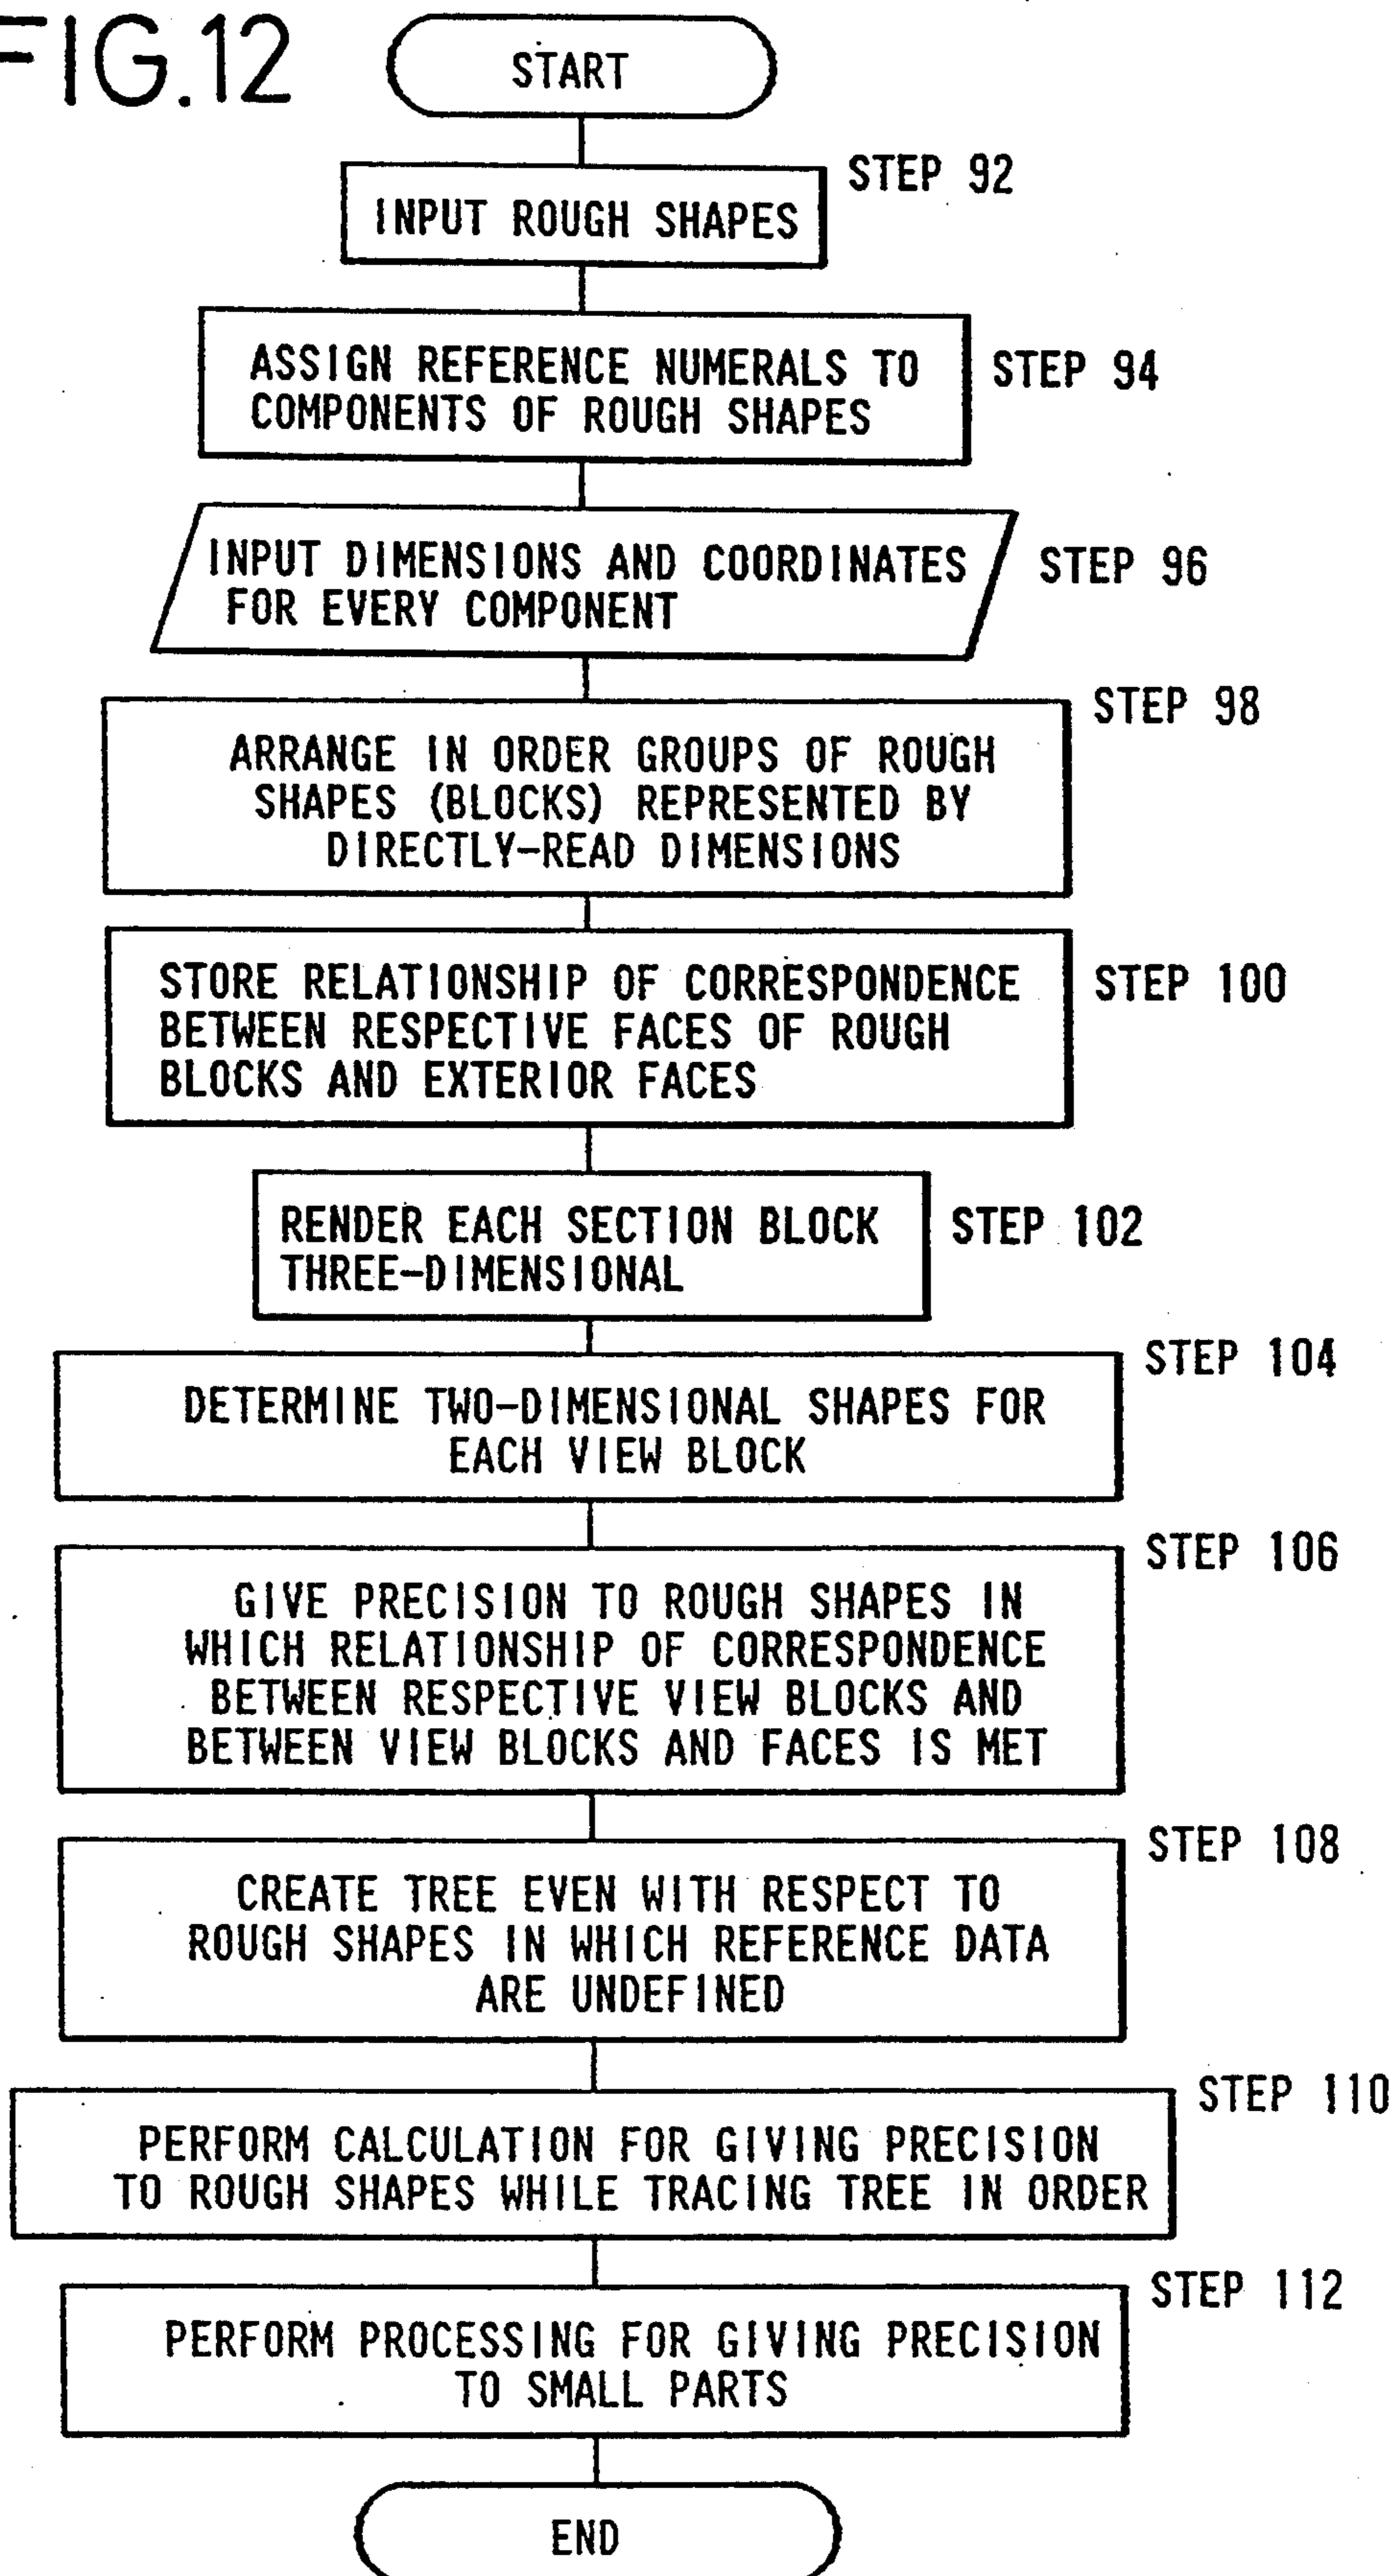 FIG.12
START
STEP 92
INPUT ROUGH SHAPES
ASSIGN REFERENCE NUMERALS TO
COMPONENTS OF ROUGH SHAPES
STEP 94
INPUT DIMENSIONS AND COORDINATES
FOR EVERY COMPONENT
STEP 96
STEP 98
ARRANGE IN ORDER GROUPS OF ROUGH
SHAPES (BLOCKS) REPRESENTED BY
DIRECTLY-READ DIMENSIONS
STORE RELATIONSHIP OF CORRESPONDENCE
BETWEEN RESPECTIVE FACES OF ROUGH
BLOCKS AND EXTERIOR FACES
STEP 100
RENDER EACH SECTION BLOCK
THREE-DIMENSIONAL
STEP 102
STEP 104
DETERMINE TWO-DIMENSIONAL SHAPES FOR
EACH VIEW BLOCK
STEP 106
GIVE PRECISION TO ROUGH SHAPES IN
WHICH RELATIONSHIP OF CORRESPONDENCE
BETWEEN RESPECTIVE VIEW BLOCKS AND
BETWEEN VIEW BLOCKS AND FACES IS MET
STEP 108
CREATE TREE EVEN WITH RESPECT TO
ROUGH SHAPES IN WHICH REFERENCE DATA
ARE UNDEFINED
STEP 110
PERFORM CALCULATION FOR GIVING PRECISION
TO ROUGH SHAPES WHILE TRACING TREE IN ORDER
STEP 112
PERFORM PROCESSING FOR GIVING PRECISION
TO SMALL PARTS
END